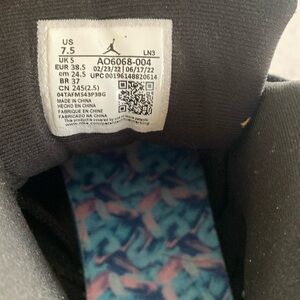 US
7.5
LN3
UK 5
EUR 38.5
cm 24.5
BR 37
CN 245(2.5)
AO6068-004
02/23/22 06/17/22
UPC 00196148820614
04TAFMS43P3BG
MADE IN CHINA
HECHO EN CHINA
FABRIQUE EN CHINE
FABRICADO NA CHINA